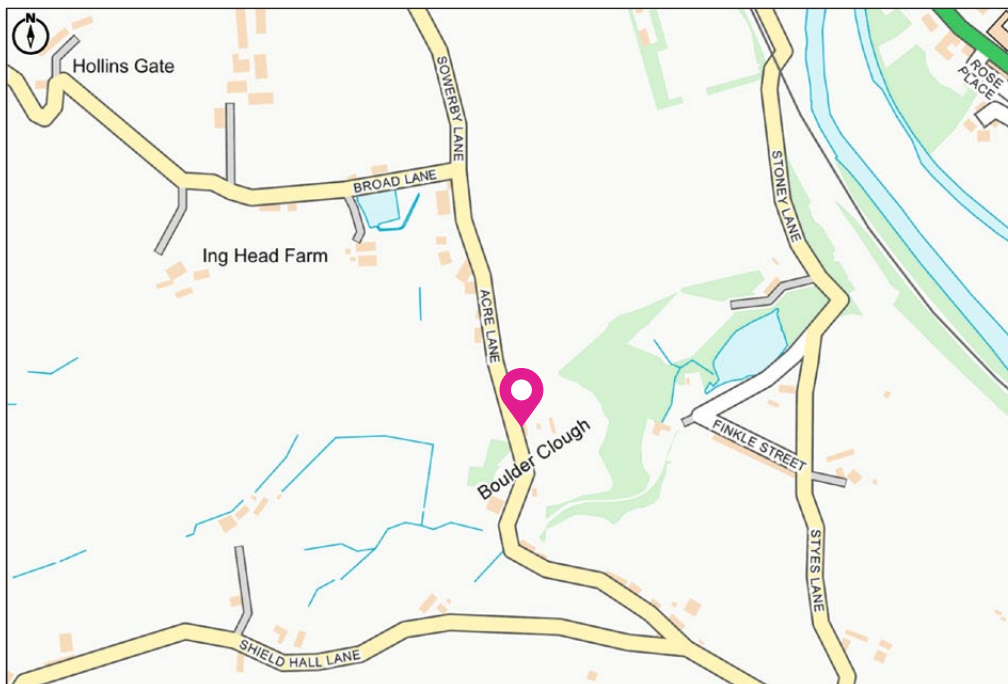 N
Hollins Gate
SOWERBY LANE
ROSE
PLACE
BROAD LANE
STONEY LANE
Ing Head Farm
ACRE LANE
Boulder Clough
FINKLE STREET
STYES LANE
SHIELD HALL LANE